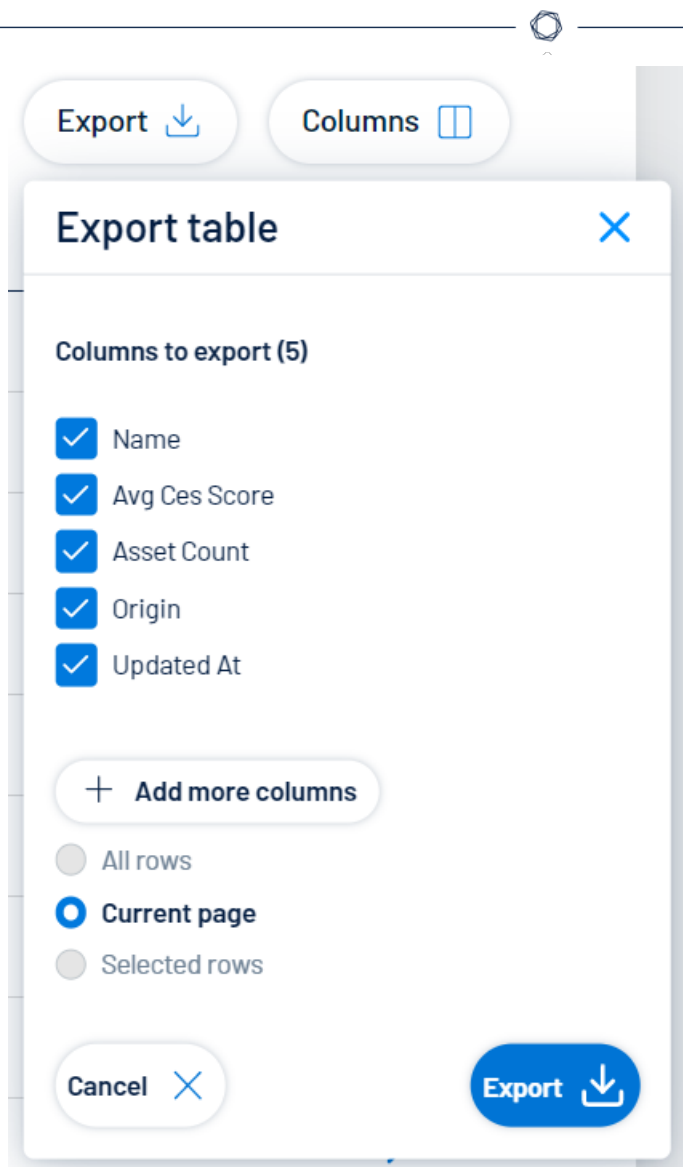 Export
Columns
Export table
Columns to export (5)
Name
Avg Ces Score
Asset Count
Origin
Updated At
Add more columns
All rows
Current page
Selected rows
Cancel
Export